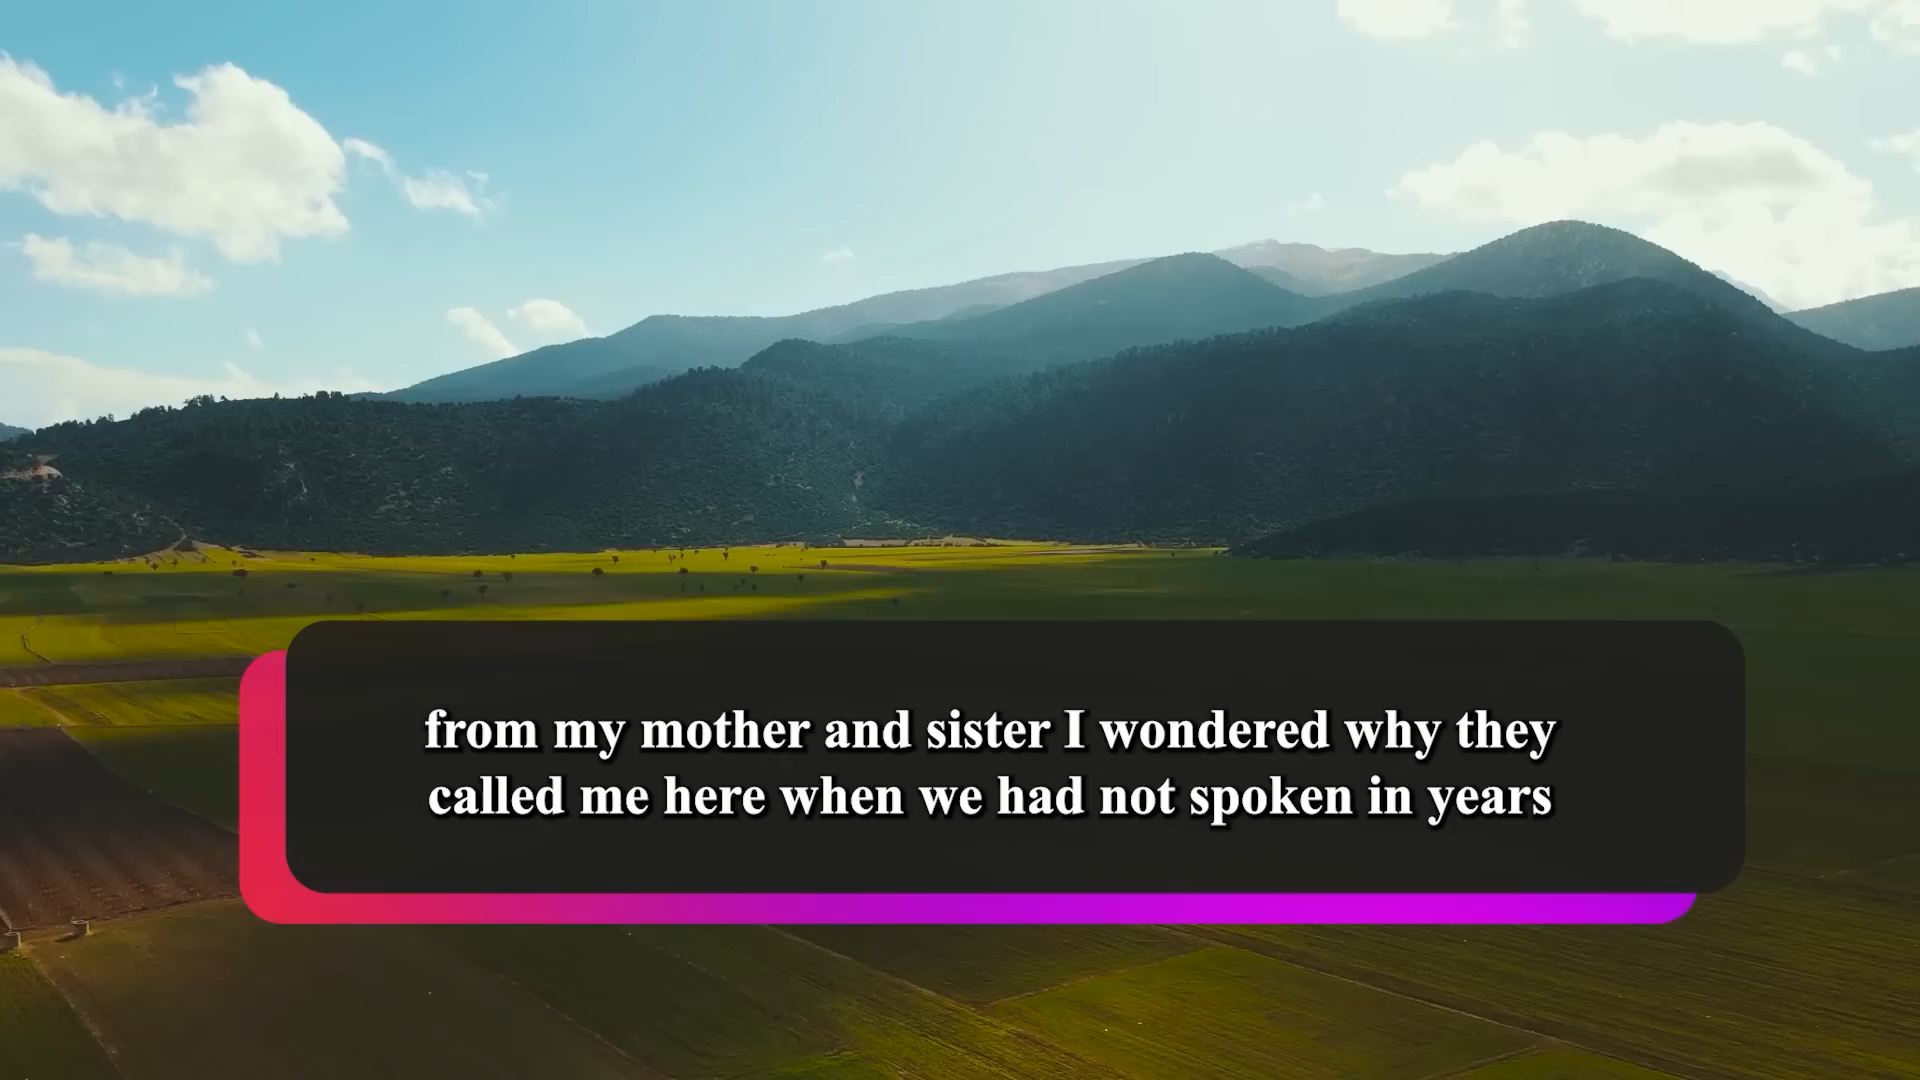 from my mother and sister I wondered why they
called me here when we had not spoken in years